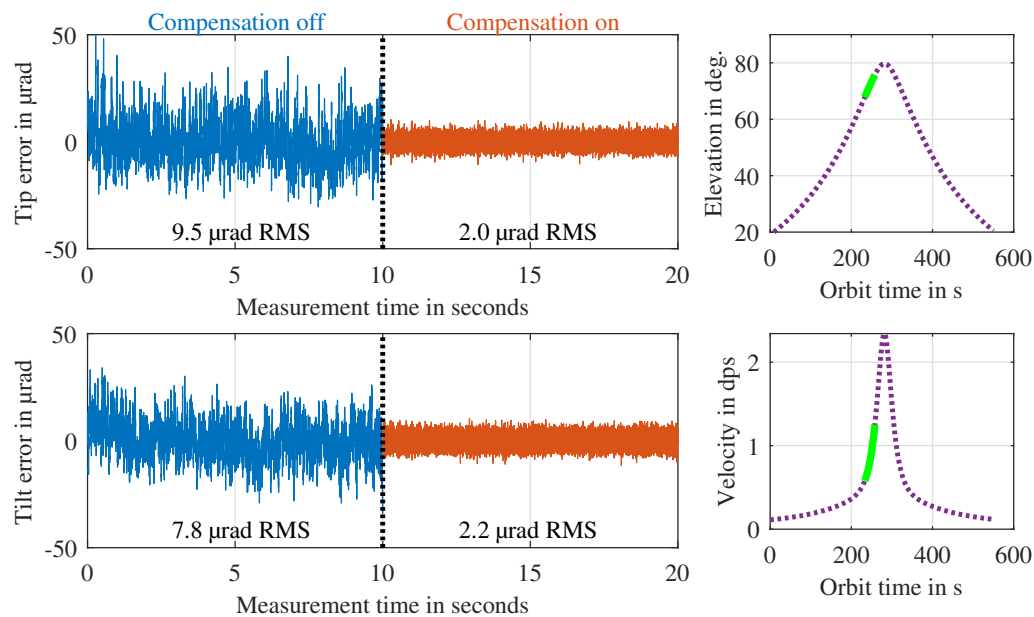 Compensation off
Compensation on
50
0
-50
Tip error in µrad
9.5 µrad RMS
2.0 µrad RMS
0
5
10
15
20
Measurement time in seconds
80
60
40
20
Elevation in deg.
0
200
400
600
Orbit time in s
50
0
-50
Tilt error in µrad
7.8 µrad RMS
2.2 µrad RMS
0
5
10
15
20
Measurement time in seconds
2
1
0
Velocity in dps
0
200
400
600
Orbit time in s